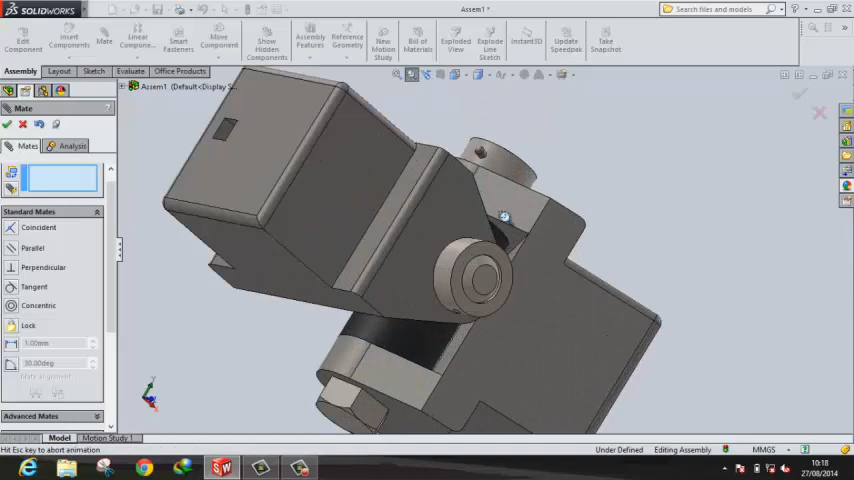 SOLIDWORKS
Assem1 *
Search files and models
Edit Component
Insert Components
Mate
Linear Compone...
Smart Fasteners
Move Component
Show Hidden Components
Assembly Features
Reference Geometry
New Motion Study
Bill of Materials
Exploded View
Explode Line Sketch
Instant3D
Update Speedpak
Take Snapshot
Assembly
Layout
Sketch
Evaluate
Office Products
Assem1 (Default<Display S...
Mate
Mates
Analysis
Standard Mates
Coincident
Parallel
Perpendicular
Tangent
Concentric
Lock
1.00mm
30.00deg
Mate alignment:
Advanced Mates
Model
Motion Study 1
Hit Esc key to abort animation
Under Defined
Editing Assembly
MMGS
10:18
27/08/2014